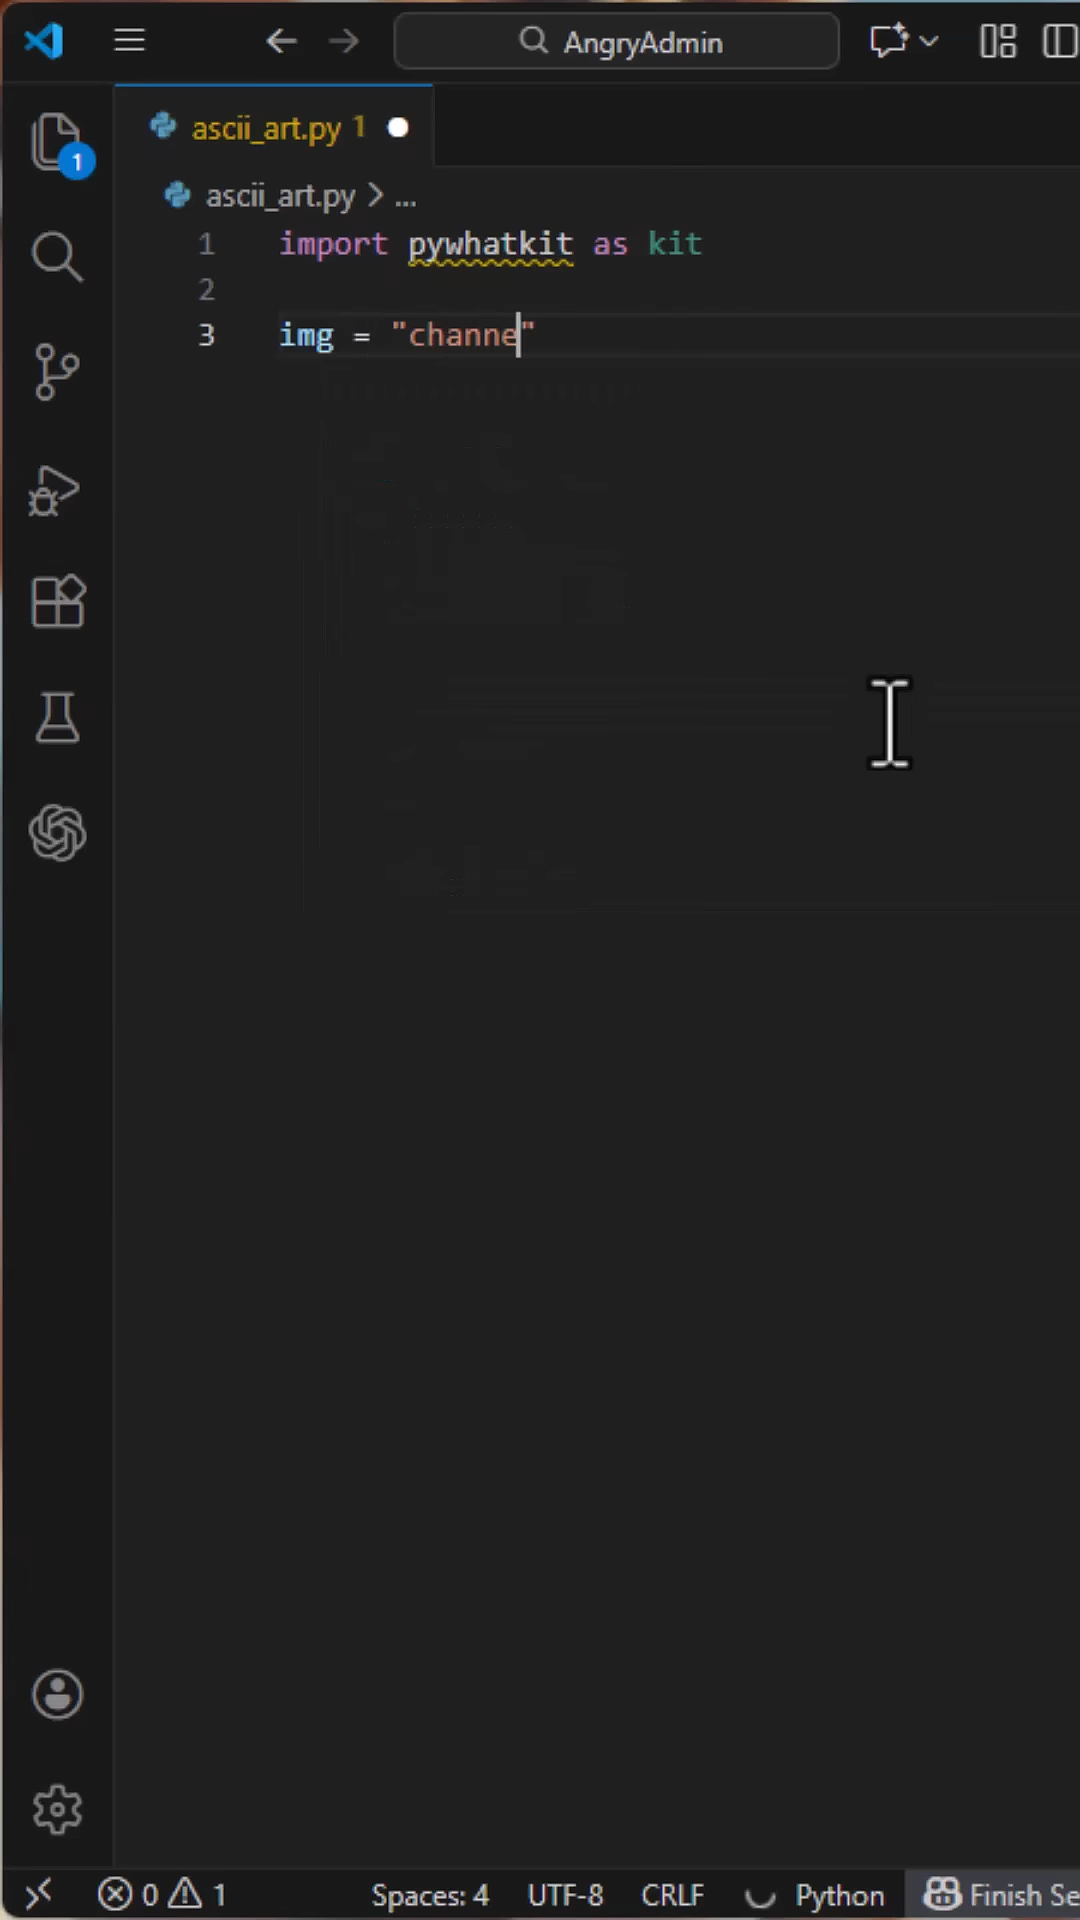 AngryAdmin
ascii_art.py 1
1
ascii_art.py > ...
1 import pywhatkit as kit
2
3 img = "channe"
0 1 Spaces: 4 UTF-8 CRLF Python Finish Se